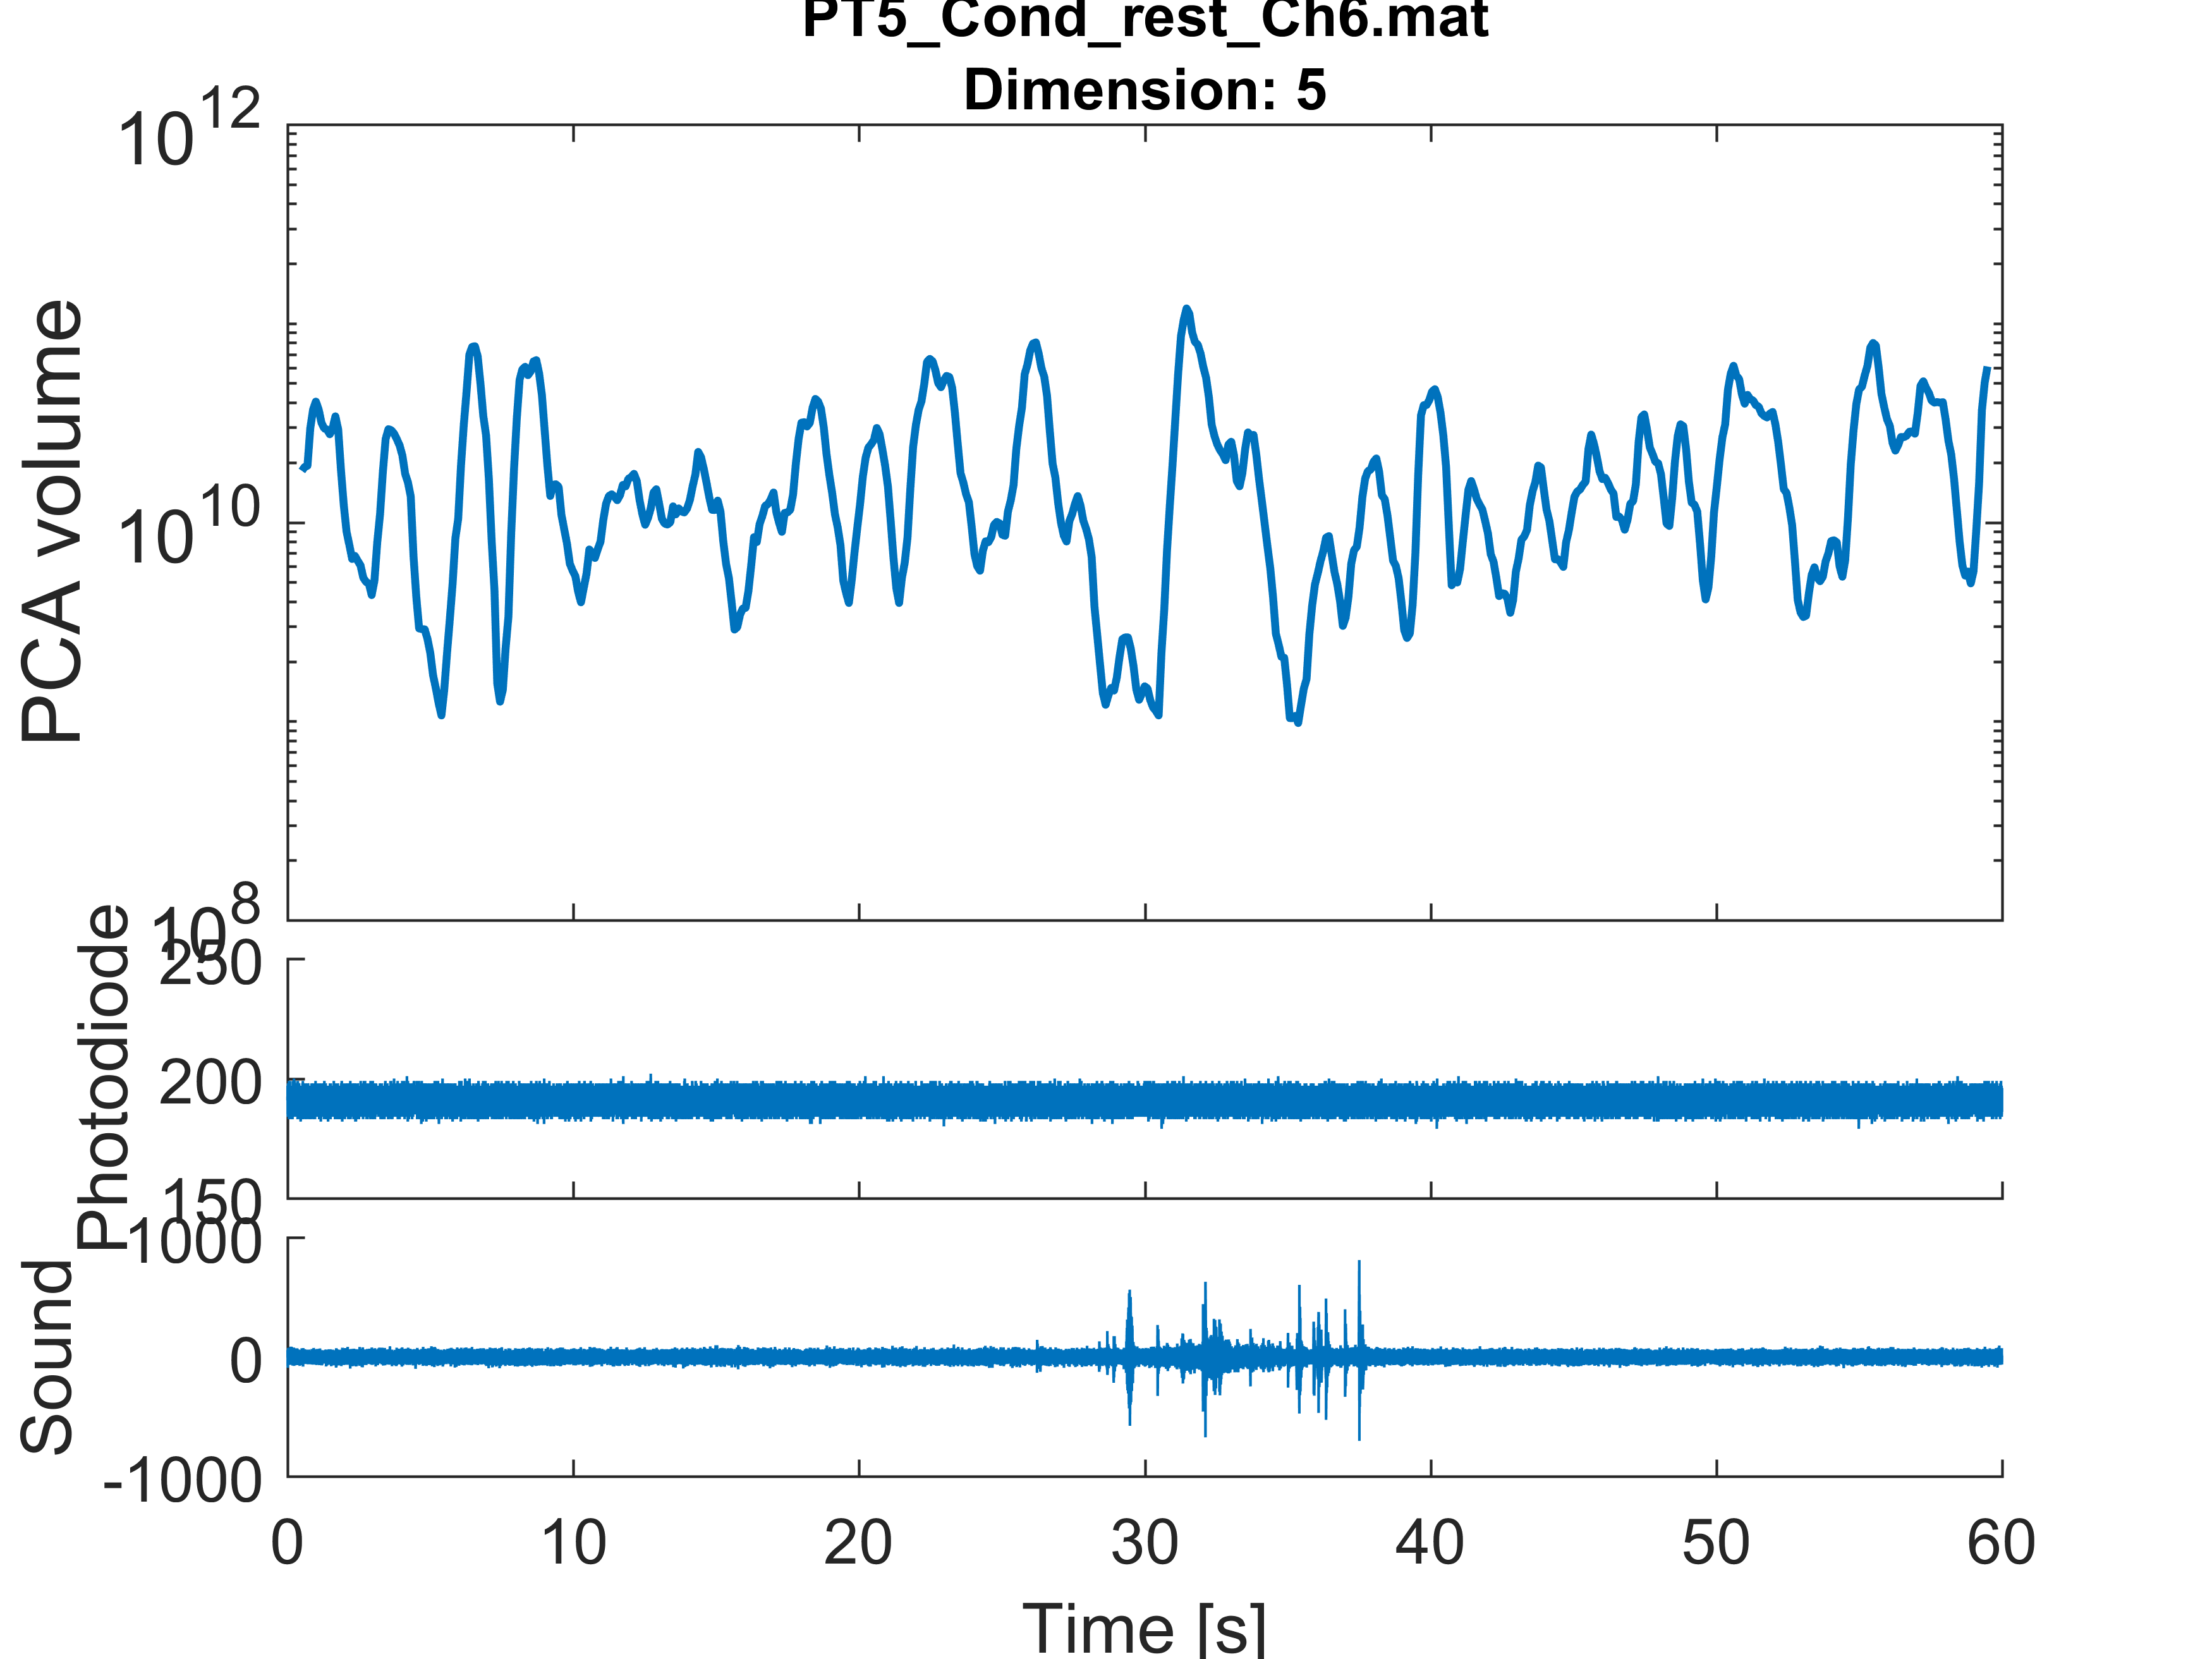 PT5_Cond_rest_Ch6.mat
Dimension: 5
PCA volume
10^12
10^10
10^8
Photodiode
250
200
150
Sound
1000
0
-1000
0 10 20 30 40 50 60
Time [s]